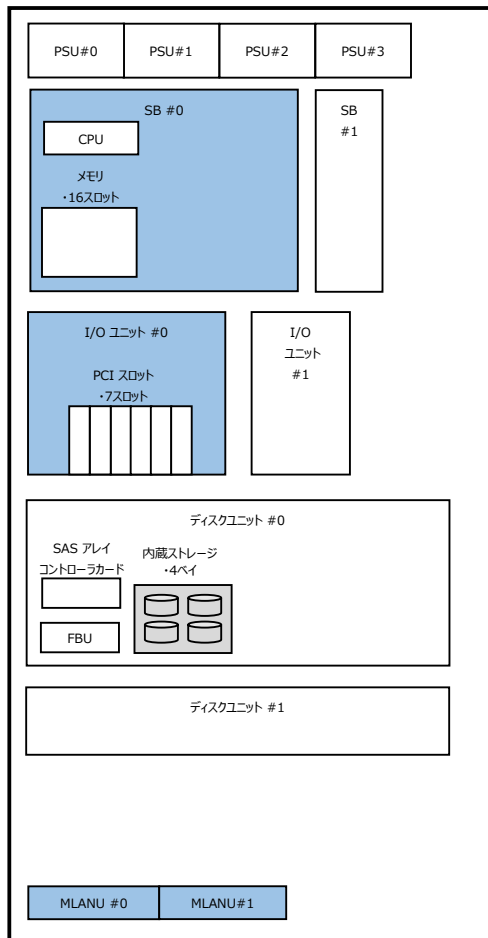 PSU#0 PSU#1 PSU#2 PSU#3
SB #0
CPU
メモリ
・16スロット
SB
#1
I/O ユニット #0
PCI スロット
・7スロット
I/O
ユニット
#1
ディスクユニット #0
SAS アレイ
コントローラカード
FBU
内蔵ストレージ
・4ベイ
ディスクユニット #1
MLANU #0 MLANU#1